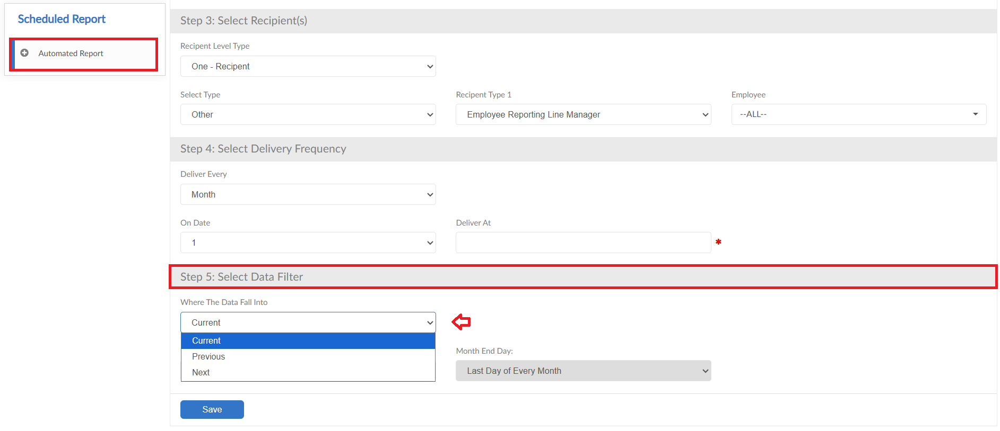 Scheduled Report
Automated Report
Step 3: Select Recipient(s)
Recipent Level Type
One - Recipent
Select Type
Recipent Type 1
Employee
Other
Employee Reporting Line Manager
--ALL--
Step 4: Select Delivery Frequency
Deliver Every
Month
On Date
Deliver At
1
*
Step 5: Select Data Filter
Where The Data Fall Into
Current
Current
Previous
Next
Month End Day:
Last Day of Every Month
Save